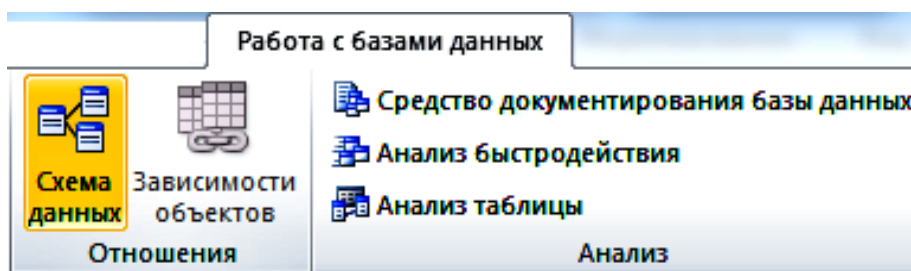 Работа с базами данных
Схема данных
Зависимости объектов
Отношения
Средство документирования базы данных
Анализ быстродействия
Анализ таблицы
Анализ